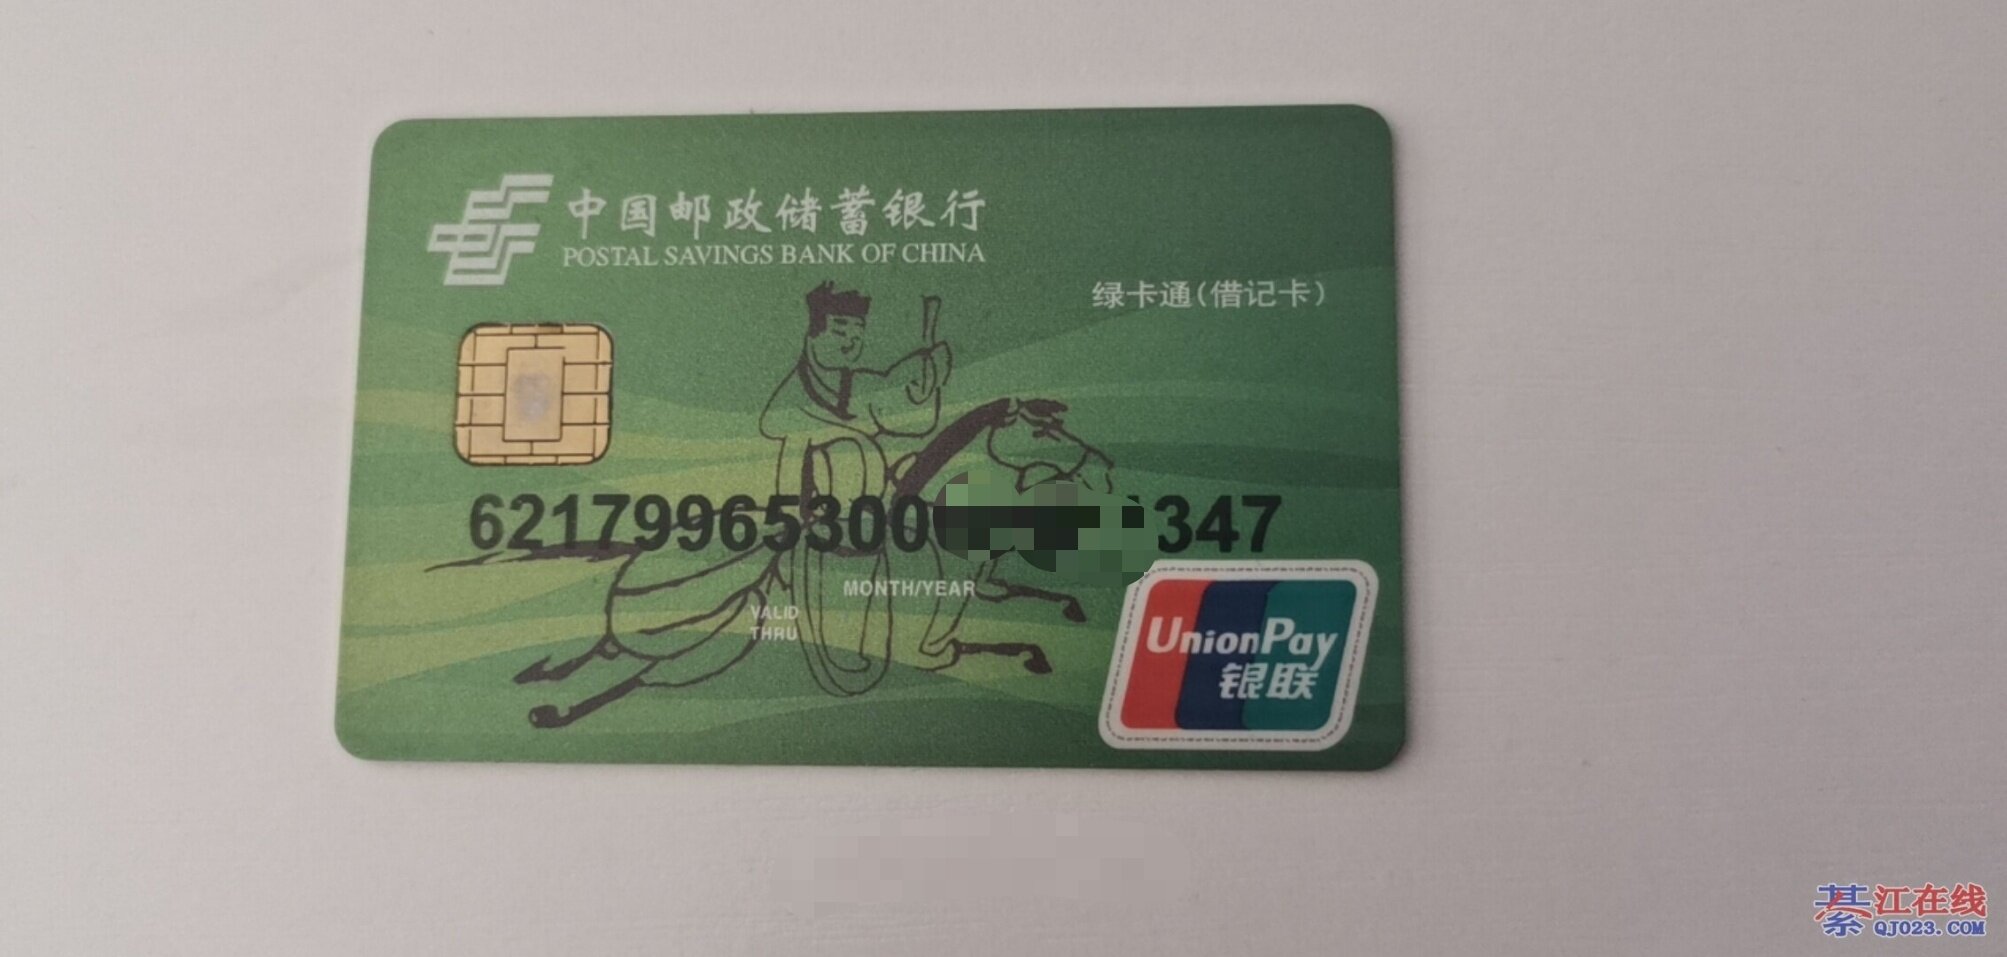 中国邮政储蓄银行
POSTAL SAVINGS BANK OF CHINA
绿卡通(借记卡)
62179965300 347
MONTH/YEAR
VALID
THRU
UnionPay
银联
綦江在线
QJ023.COM